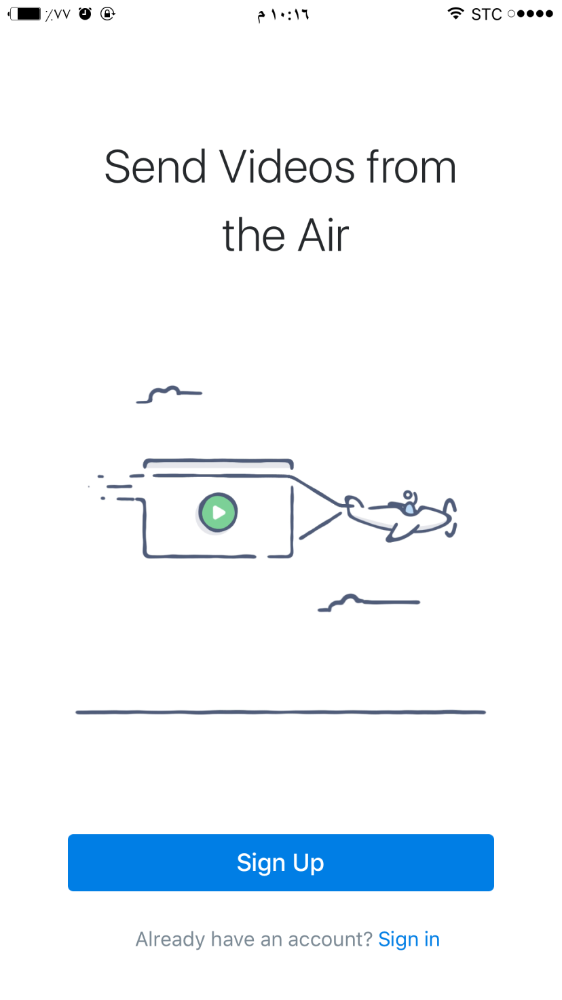 ٪٧٧ ١٠:١٦ م STC
Send Videos from
the Air
Sign Up
Already have an account? Sign in